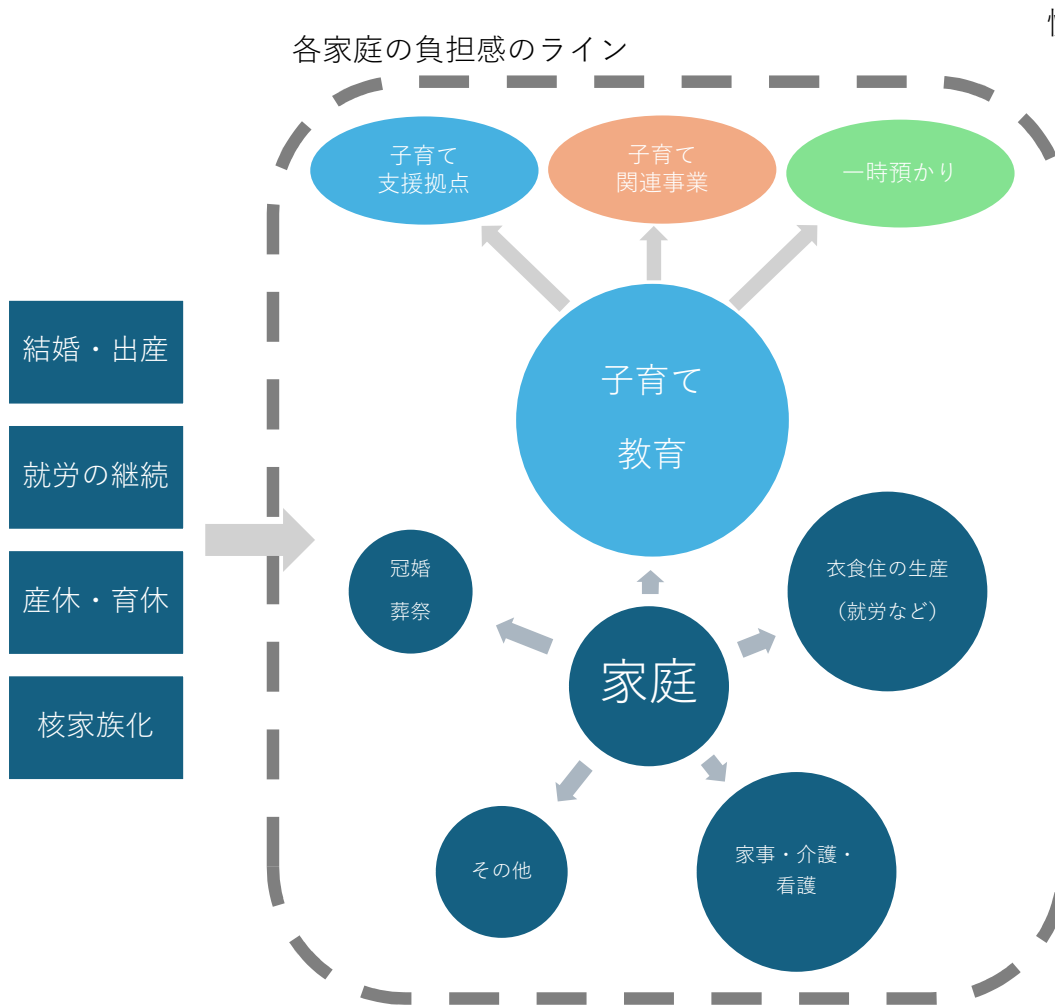 各家庭の負担感のライン
子育て
支援拠点
子育て
関連事業
一時預かり
結婚・出産
就労の継続
産休・育休
核家族化
子育て
教育
冠婚
葬祭
衣食住の生産
（就労など）
家庭
その他
家事・介護・
看護